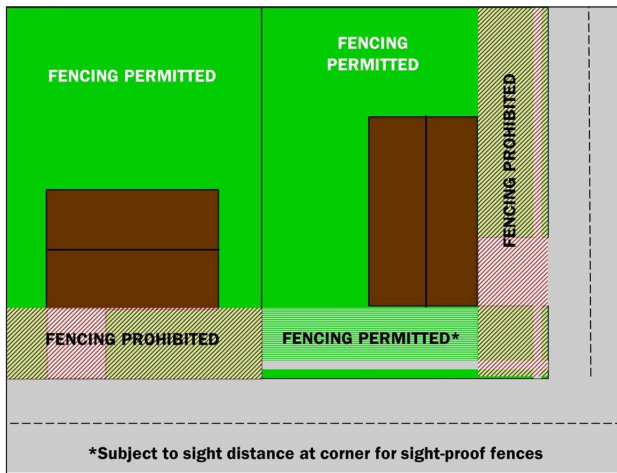 FENCING PERMITTED
FENCING
PERMITTED
FENCING PROHIBITED
FENCING PROHIBITED
FENCING PERMITTED*
*Subject to sight distance at corner for sight-proof fences